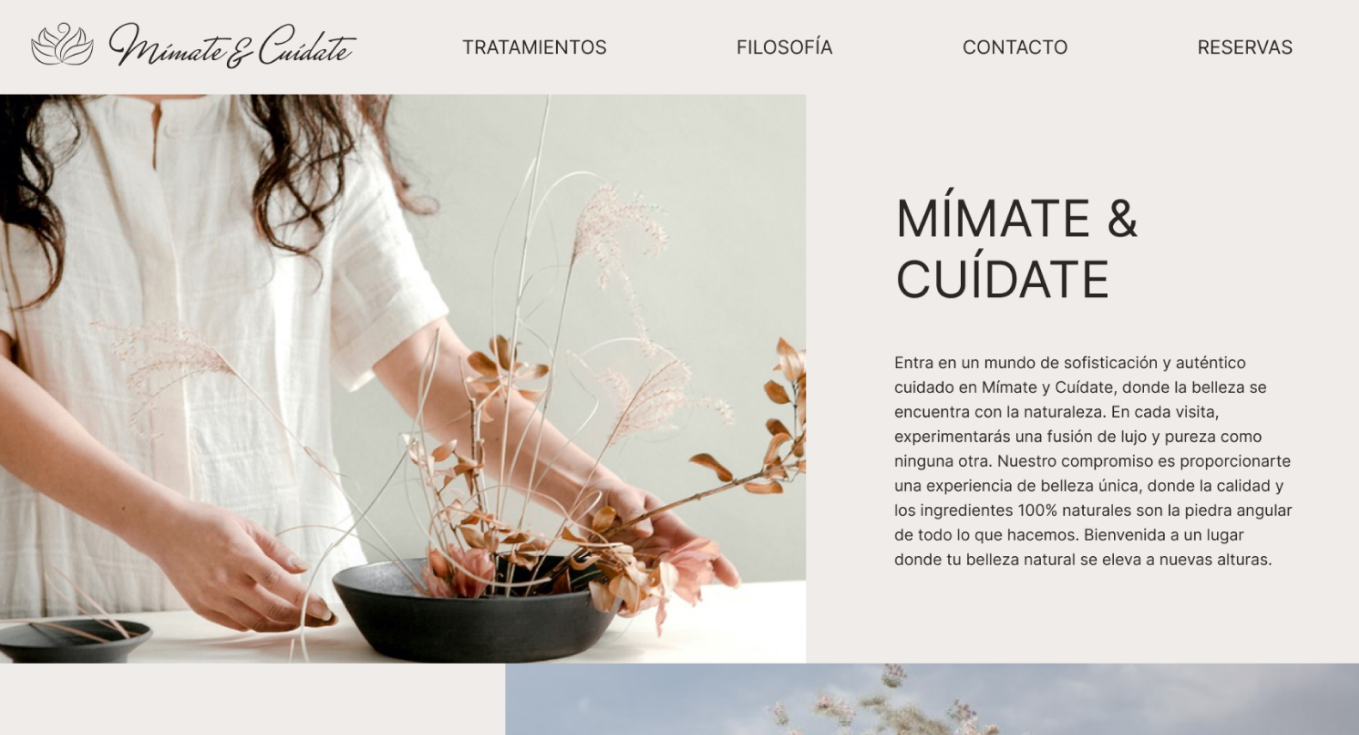 Mímate & Cuídate
TRATAMIENTOS
FILOSOFÍA
CONTACTO
RESERVAS
MÍMATE &
CUÍDATE
Entra en un mundo de sofisticación y auténtico
cuidado en Mímate y Cuídate, donde la belleza se
encuentra con la naturaleza. En cada visita,
experimentarás una fusión de lujo y pureza como
ninguna otra. Nuestro compromiso es proporcionarte
una experiencia de belleza única, donde la calidad y
los ingredientes 100% naturales son la piedra angular
de todo lo que hacemos. Bienvenida a un lugar
donde tu belleza natural se eleva a nuevas alturas.